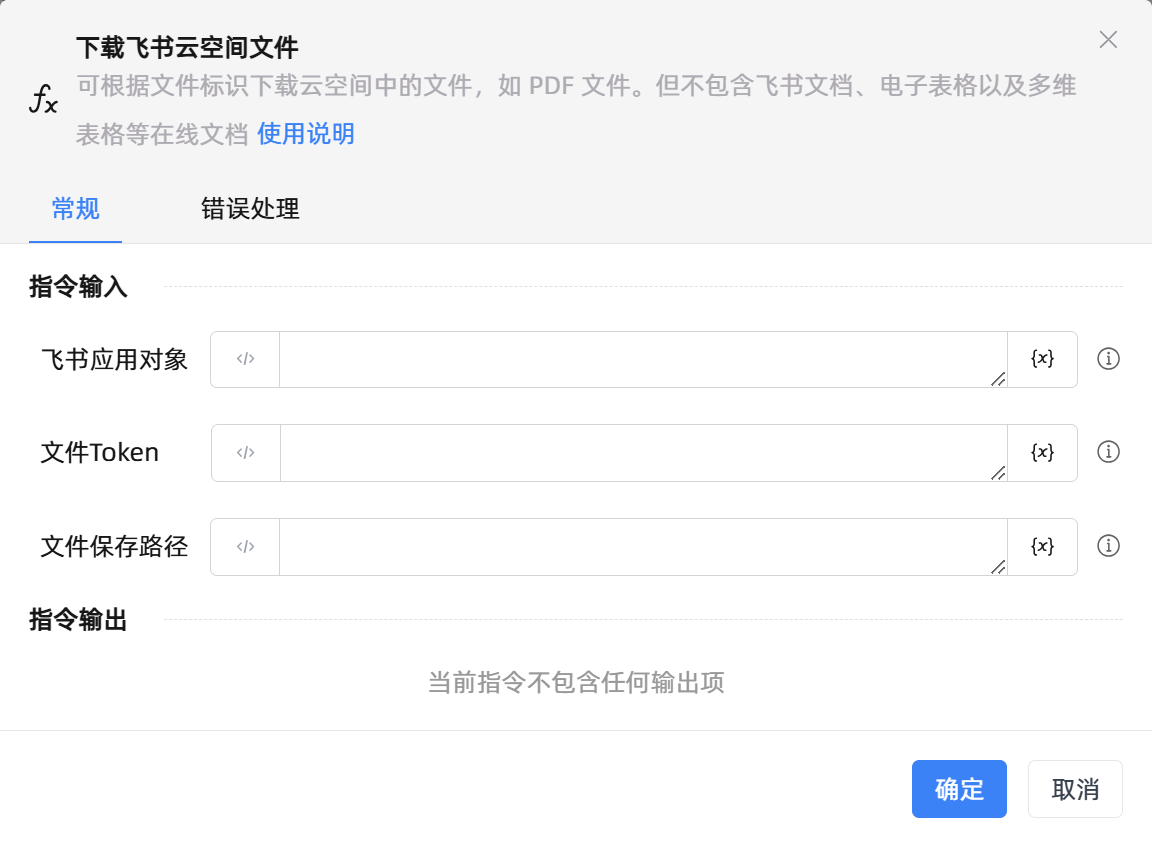 下载飞书云空间文件
可根据文件标识下载云空间中的文件，如 PDF 文件。但不包含飞书文档、电子表格以及多维
表格等在线文档 使用说明
常规 错误处理
指令输入
飞书应用对象 </> {x}
文件Token </> {x}
文件保存路径 </> {x}
指令输出
当前指令不包含任何输出项
确定 取消